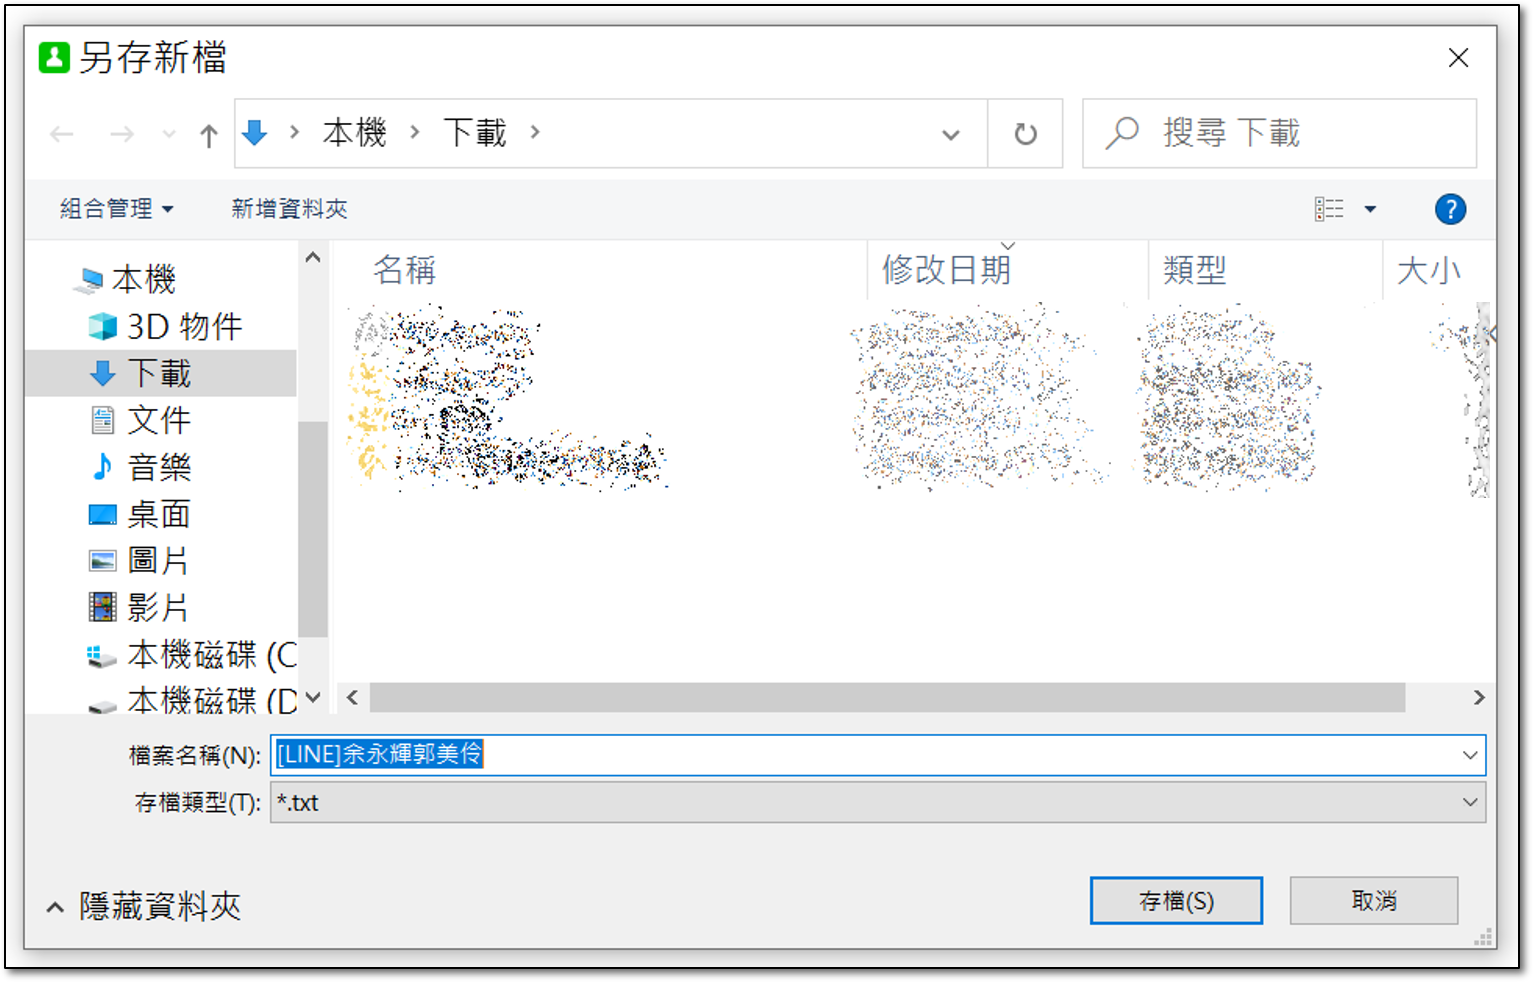 另存新檔
本機 下載
搜尋 下載
組合管理 新增資料夾
名稱 修改日期 類型 大小
本機
3D 物件
下載
文件
音樂
桌面
圖片
影片
本機磁碟 (C
本機磁碟 (D
檔案名稱(N): [LINE]余永輝郭美伶
存檔類型(T): *.txt
隱藏資料夾 存檔(S) 取消